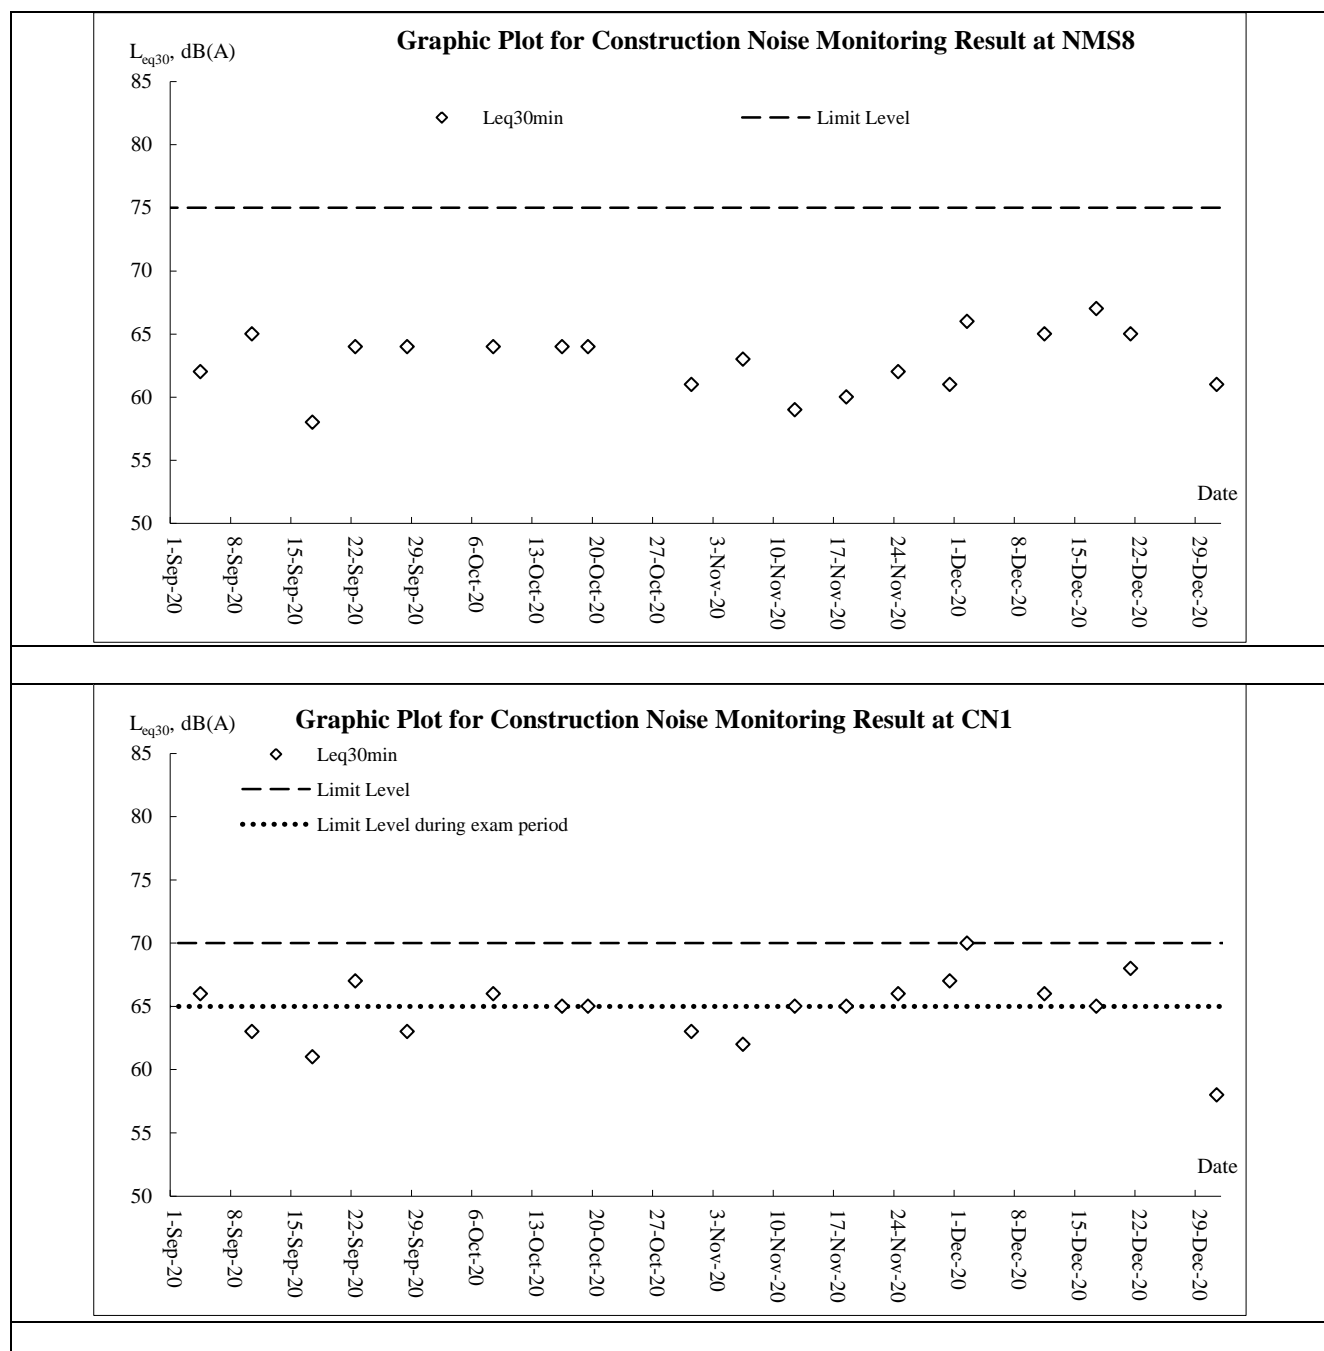 Graphic Plot for Construction Noise Monitoring Result at NMS8
Leq30, dB(A)
Leq30min
Limit Level
85
80
75
70
65
60
55
50
Date
1-Sep-20
8-Sep-20
15-Sep-20
22-Sep-20
29-Sep-20
6-Oct-20
13-Oct-20
20-Oct-20
27-Oct-20
3-Nov-20
10-Nov-20
17-Nov-20
24-Nov-20
1-Dec-20
8-Dec-20
15-Dec-20
22-Dec-20
29-Dec-20
Graphic Plot for Construction Noise Monitoring Result at CN1
Leq30, dB(A)
Leq30min
Limit Level
Limit Level during exam period
85
80
75
70
65
60
55
50
Date
1-Sep-20
8-Sep-20
15-Sep-20
22-Sep-20
29-Sep-20
6-Oct-20
13-Oct-20
20-Oct-20
27-Oct-20
3-Nov-20
10-Nov-20
17-Nov-20
24-Nov-20
1-Dec-20
8-Dec-20
15-Dec-20
22-Dec-20
29-Dec-20